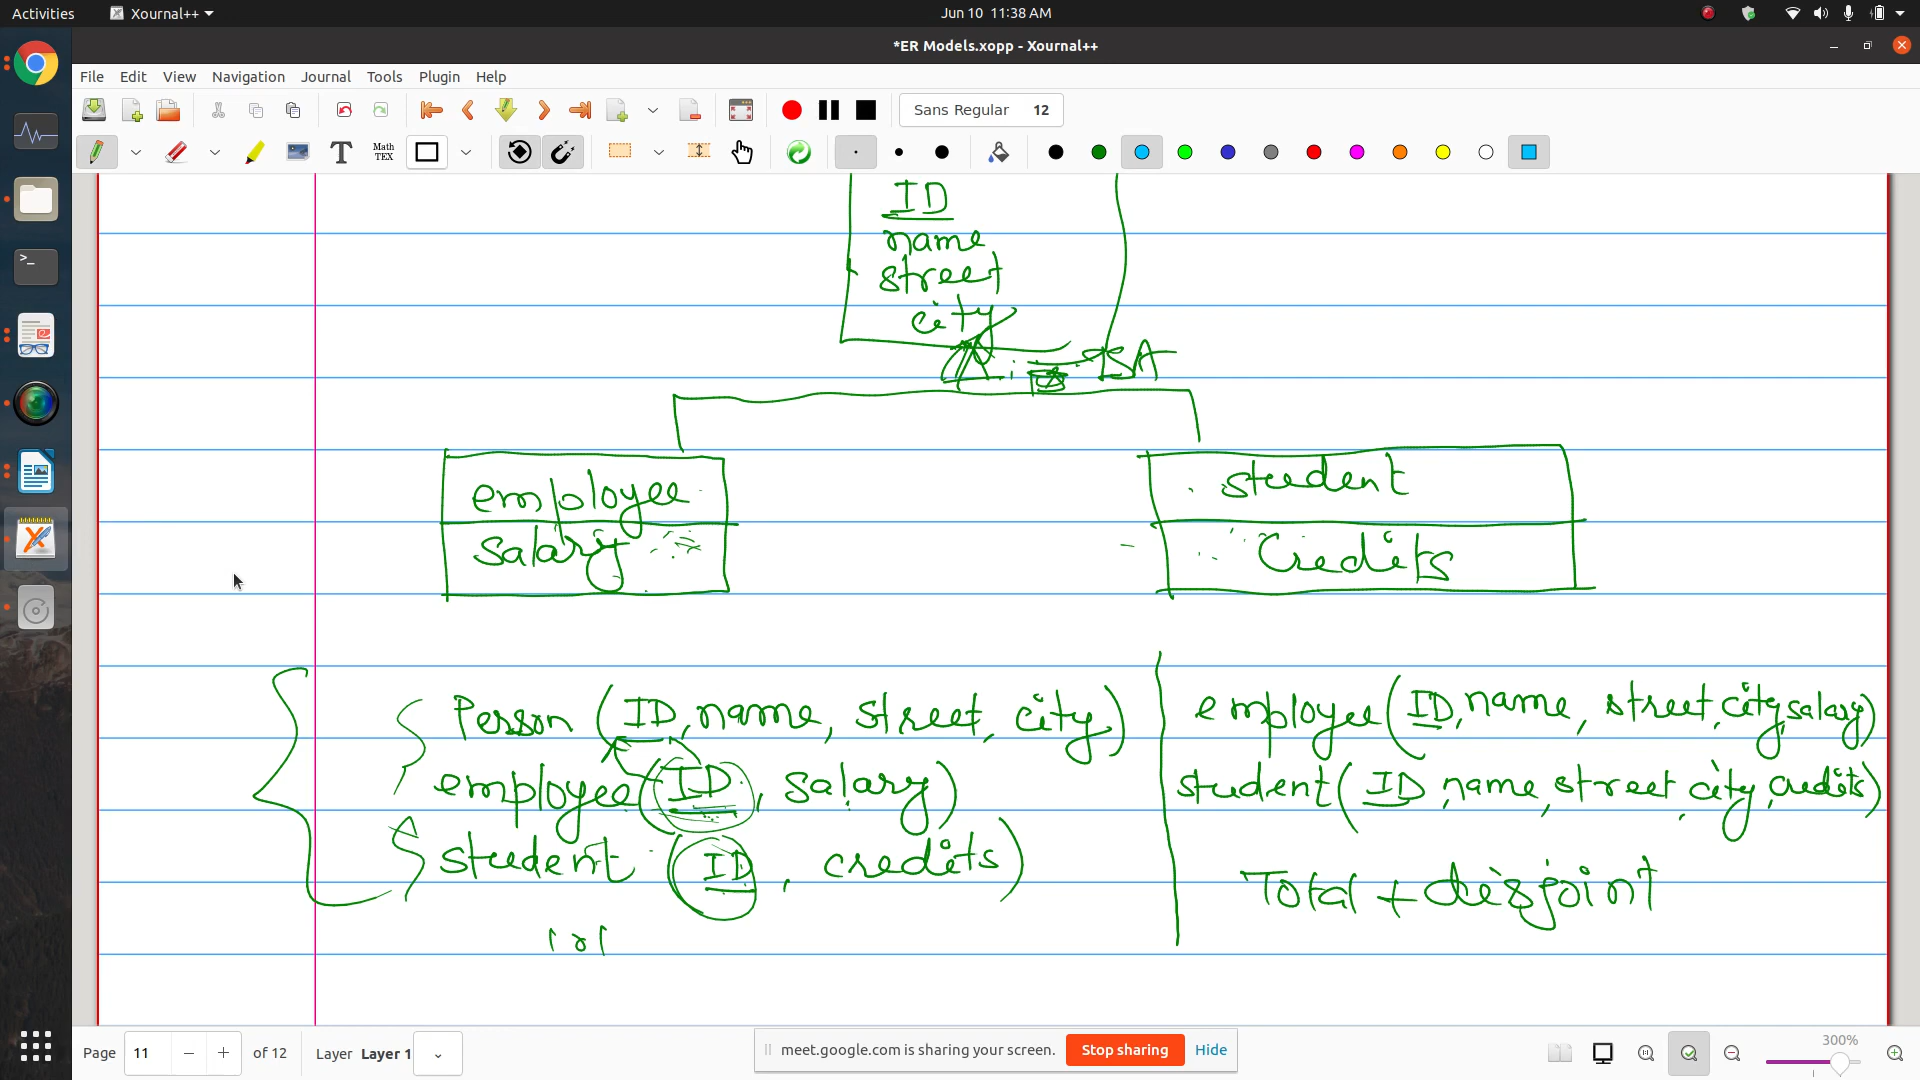 Activities Xournal++ Jun 10 11:38 AM
*ER Models.xopp - Xournal++
File Edit View Navigation Journal Tools Plugin Help
Sans Regular 12
Math TEX
ID
name
street
city
ISA
employee
salary
student
Credits
Person (ID, name, street, city)
employee (ID, salary)
student (ID, credits)
101
employee (ID, name, street, city, salary)
student (ID, name, street, city, credits)
Total + disjoint
Page 11 of 12 Layer Layer 1
meet.google.com is sharing your screen. Stop sharing Hide
300%